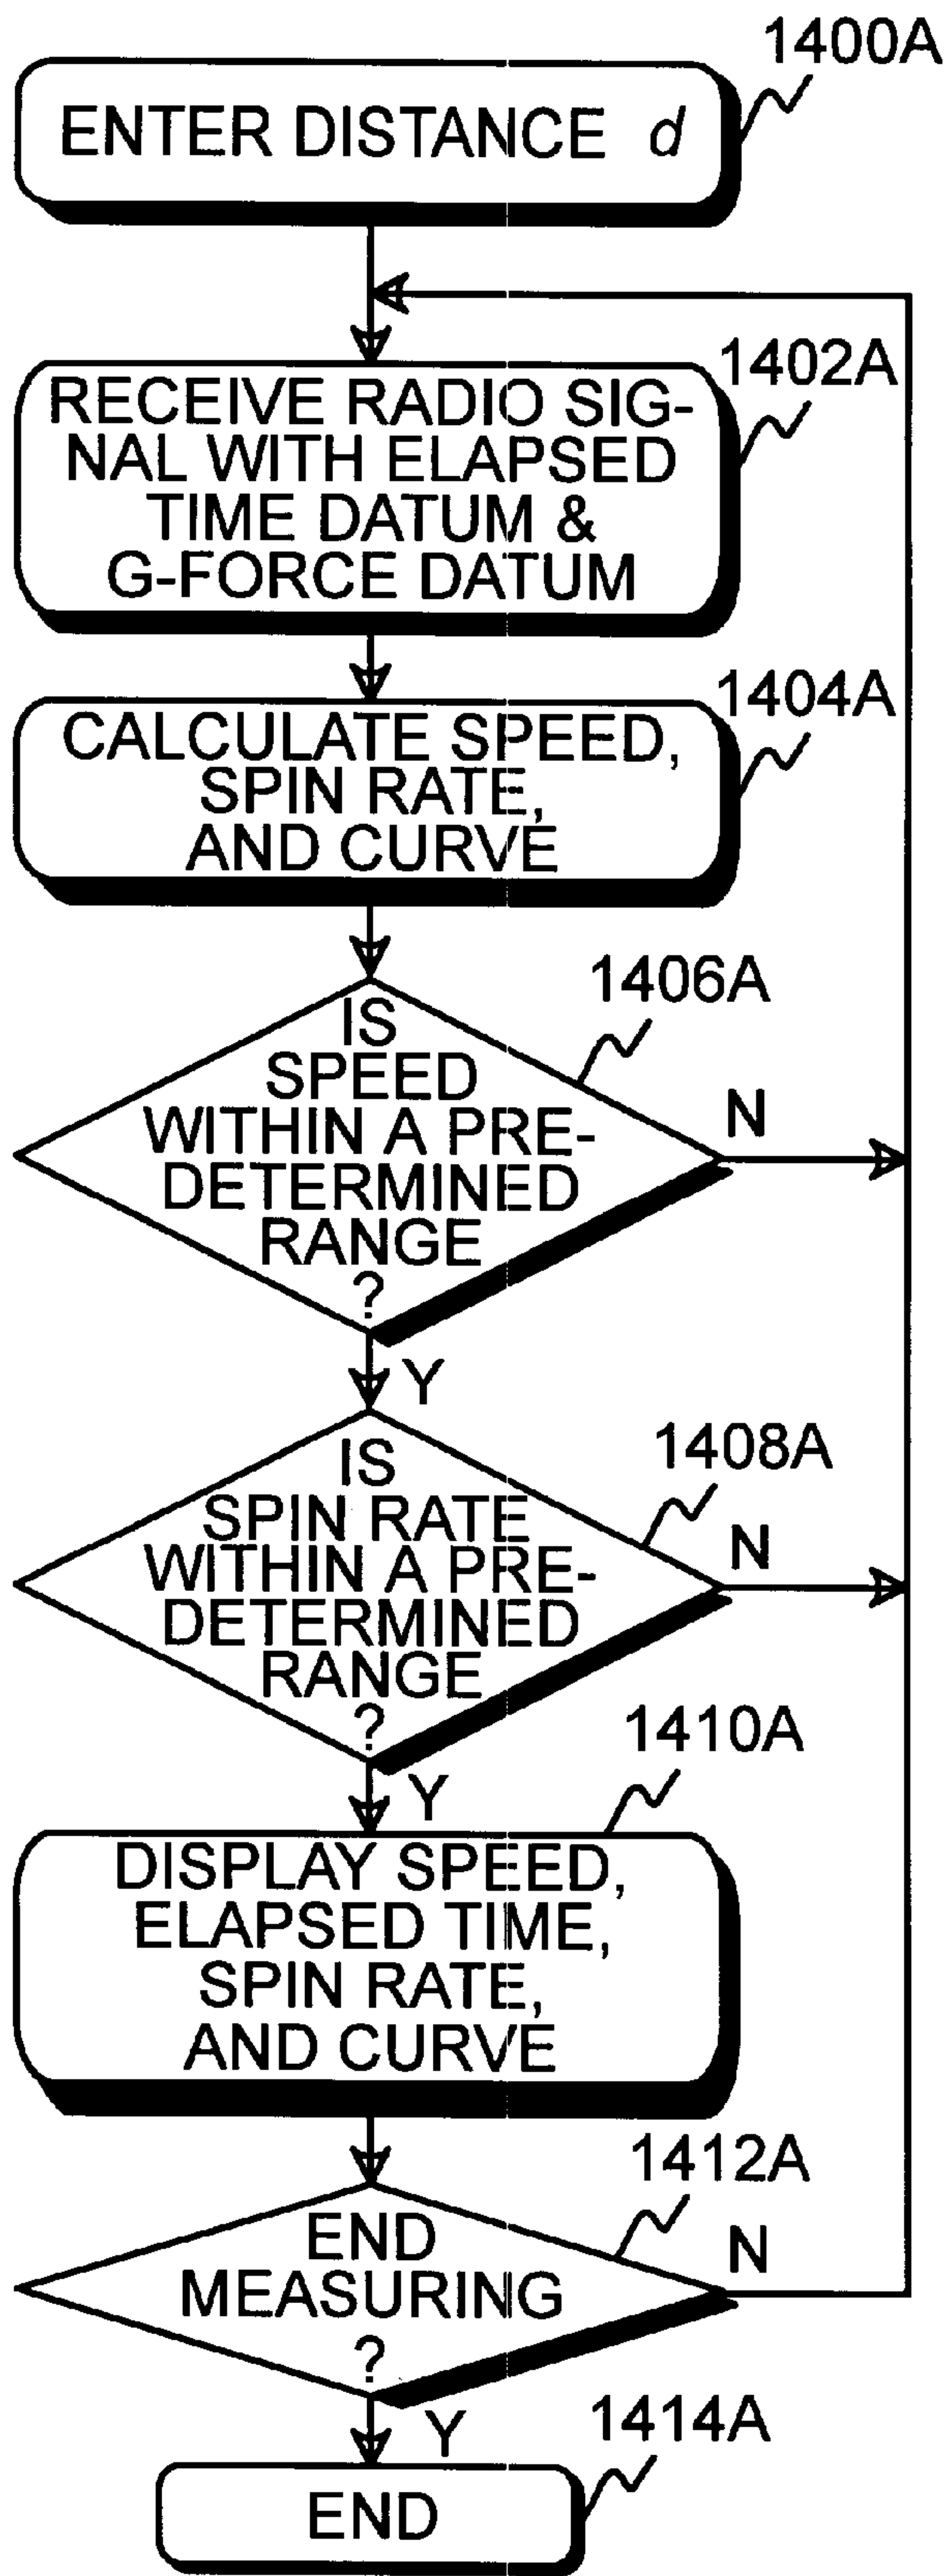 1400A
ENTER DISTANCE d
1402A
RECEIVE RADIO SIG-
NAL WITH ELAPSED
TIME DATUM &
G-FORCE DATUM
1404A
CALCULATE SPEED,
SPIN RATE,
AND CURVE
1406A
IS
SPEED
WITHIN A PRE-
DETERMINED
RANGE
?
N
Y
1408A
IS
SPIN RATE
WITHIN A PRE-
DETERMINED
RANGE
?
N
Y
1410A
DISPLAY SPEED,
ELAPSED TIME,
SPIN RATE,
AND CURVE
1412A
END
MEASURING
?
N
Y
1414A
END